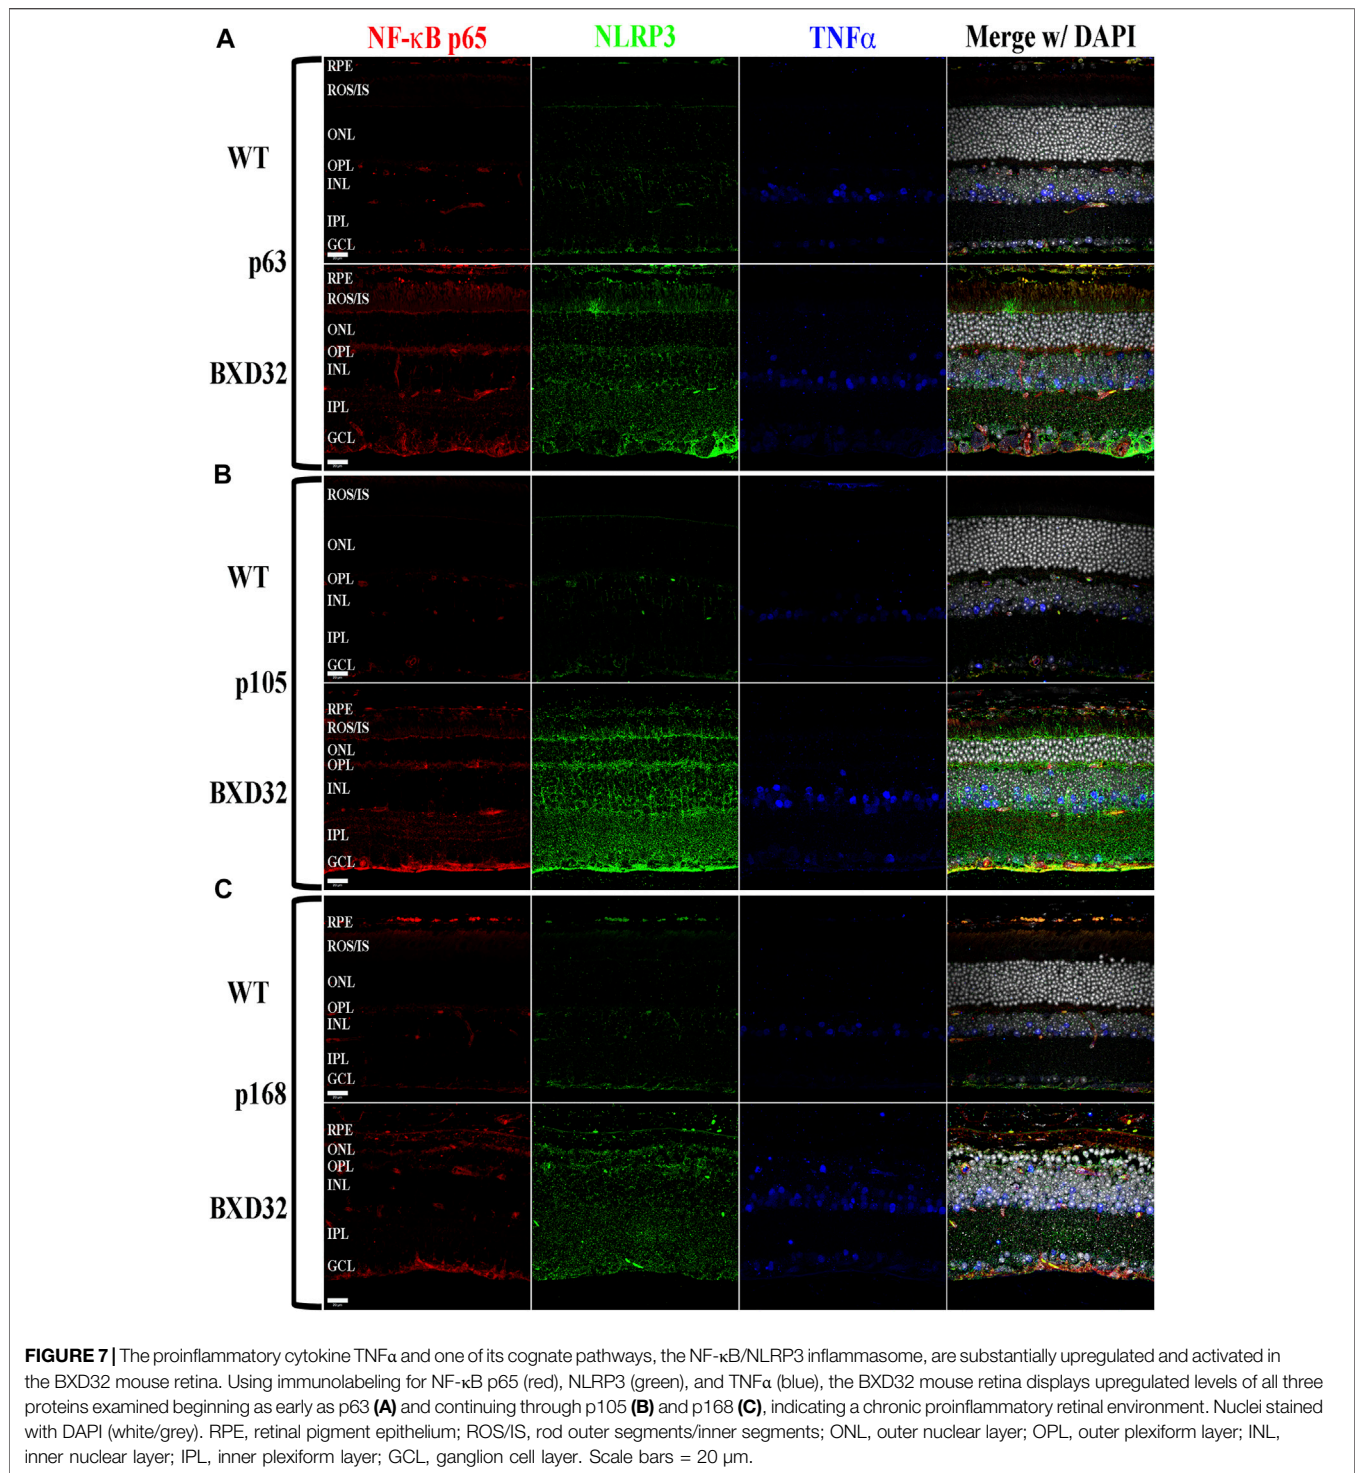 A
NF-κB p65 NLRP3 TNFα Merge w/ DAPI
RPE
ROS/IS
ONL
WT
OPL
INL
IPL
GCL
p63
RPE
ROS/IS
ONL
OPL
INL
BXD32
IPL
GCL
B
ROS/IS
ONL
WT
OPL
INL
IPL
GCL
p105
RPE
ROS/IS
ONL
OPL
INL
BXD32
IPL
GCL
C
RPE
ROS/IS
ONL
WT
OPL
INL
IPL
GCL
p168
RPE
ONL
OPL
INL
BXD32
IPL
GCL
FIGURE 7 | The proinflammatory cytokine TNFα and one of its cognate pathways, the NF-κB/NLRP3 inflammasome, are substantially upregulated and activated in
the BXD32 mouse retina. Using immunolabeling for NF-κB p65 (red), NLRP3 (green), and TNFα (blue), the BXD32 mouse retina displays upregulated levels of all three
proteins examined beginning as early as p63 (A) and continuing through p105 (B) and p168 (C), indicating a chronic proinflammatory retinal environment. Nuclei stained
with DAPI (white/grey). RPE, retinal pigment epithelium; ROS/IS, rod outer segments/inner segments; ONL, outer nuclear layer; OPL, outer plexiform layer; INL,
inner nuclear layer; IPL, inner plexiform layer; GCL, ganglion cell layer. Scale bars = 20 μm.